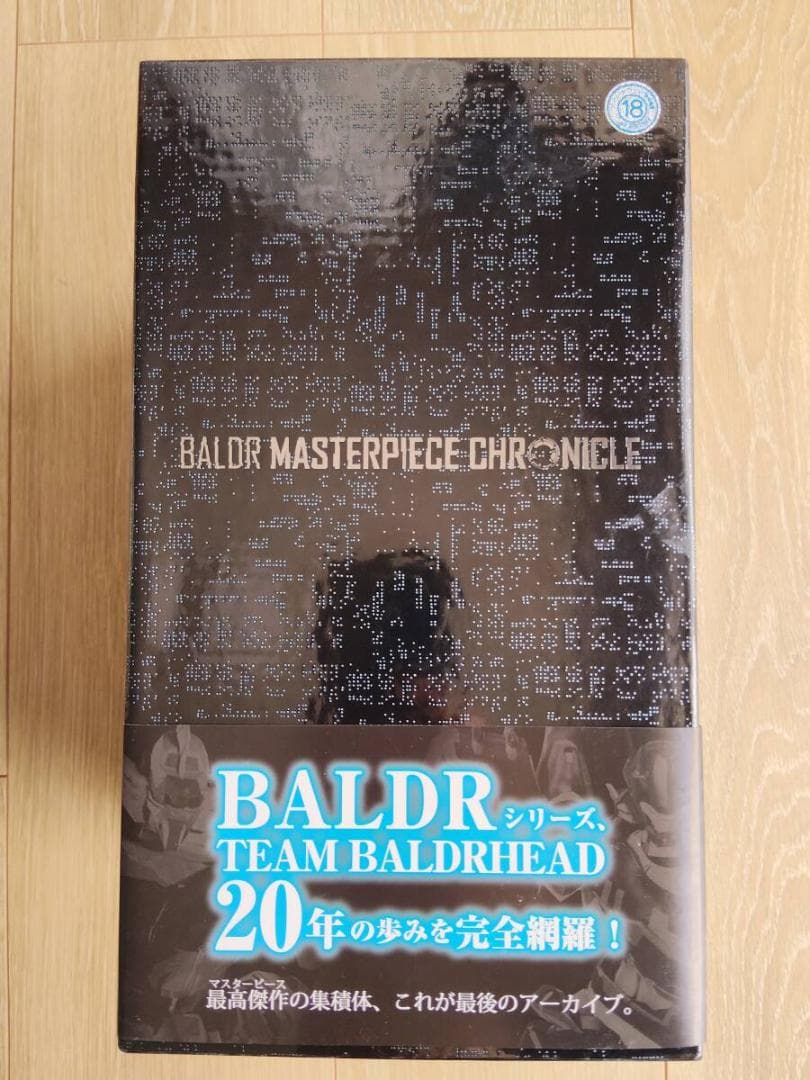 18
BALDR MASTERPIECE CHRONICLE
BALDRシリーズ、
TEAM BALDRHEAD
20年の歩みを完全網羅！
マスターピース
最高傑作の集積体、これが最後のアーカイブ。